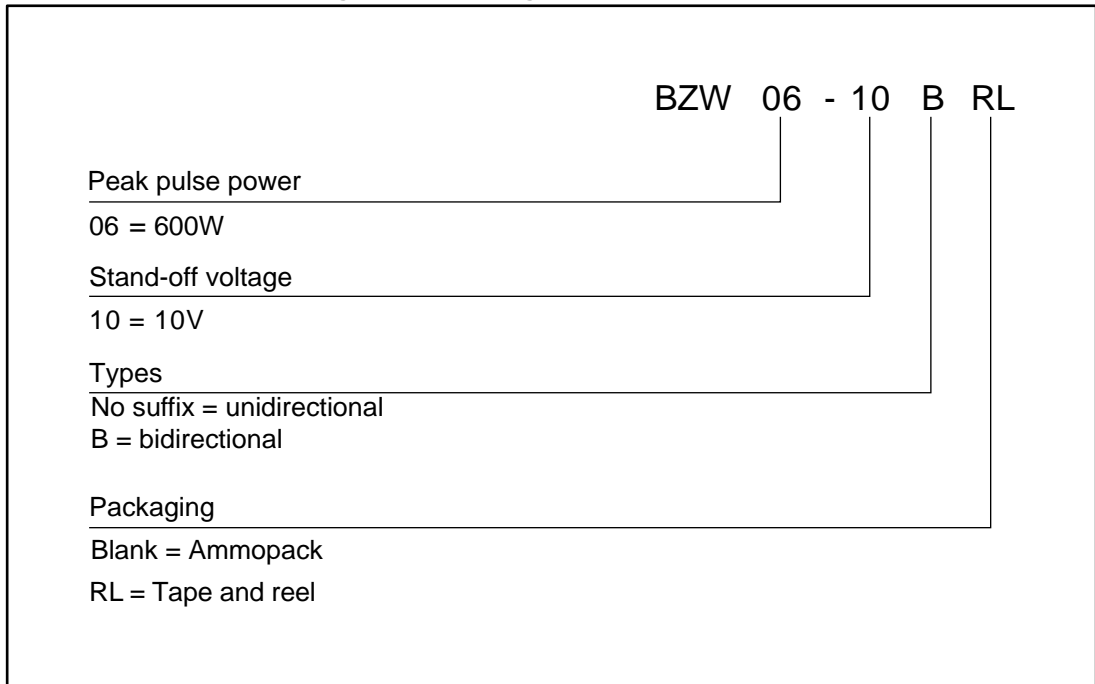 BZW 06 - 10 B RL
Peak pulse power
06 = 600W
Stand-off voltage
10 = 10V
Types
No suffix = unidirectional
B = bidirectional
Packaging
Blank = Ammopack
RL = Tape and reel